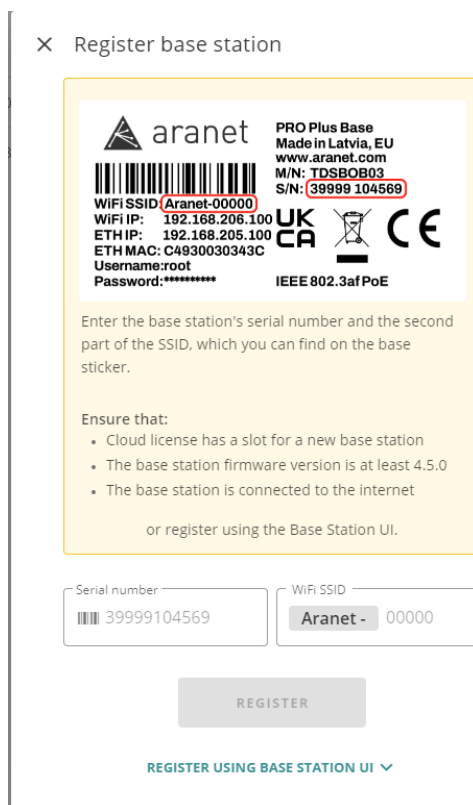 Register base station
aranet
PRO Plus Base
Made in Latvia, EU
www.aranet.com
M/N: TDSBOB03
S/N: 39999 104569
WiFi SSID: Aranet-00000
WiFi IP: 192.168.206.100
ETH IP: 192.168.205.100
ETH MAC: C4930030343C
Username:root
Password:**********
UK
CA
CE
IEEE 802.3af PoE
Enter the base station's serial number and the second
part of the SSID, which you can find on the base
sticker.
Ensure that:
• Cloud license has a slot for a new base station
• The base station firmware version is at least 4.5.0
• The base station is connected to the internet
or register using the Base Station UI.
Serial number
39999104569
WiFi SSID
Aranet - 00000
REGISTER
REGISTER USING BASE STATION UI